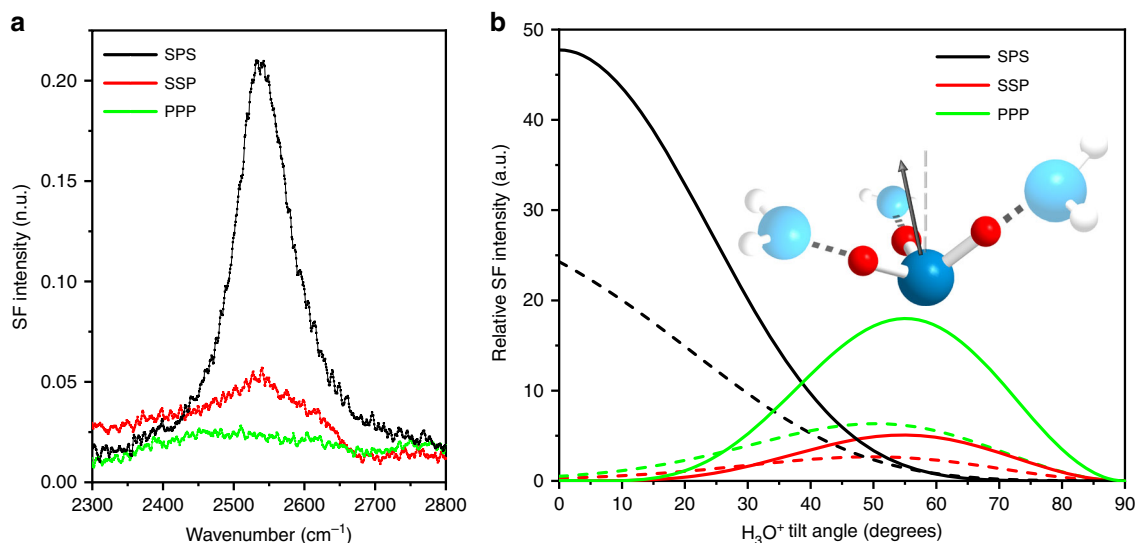 a
SPS
SSP
PPP
SF intensity (n.u.)
0.20
0.15
0.10
0.05
0.00
2300
2400
2500
2600
2700
2800
Wavenumber (cm⁻¹)
b
SPS
SSP
PPP
Relative SF intensity (a.u.)
50
40
30
20
10
0
0
10
20
30
40
50
60
70
80
90
H₃O⁺ tilt angle (degrees)